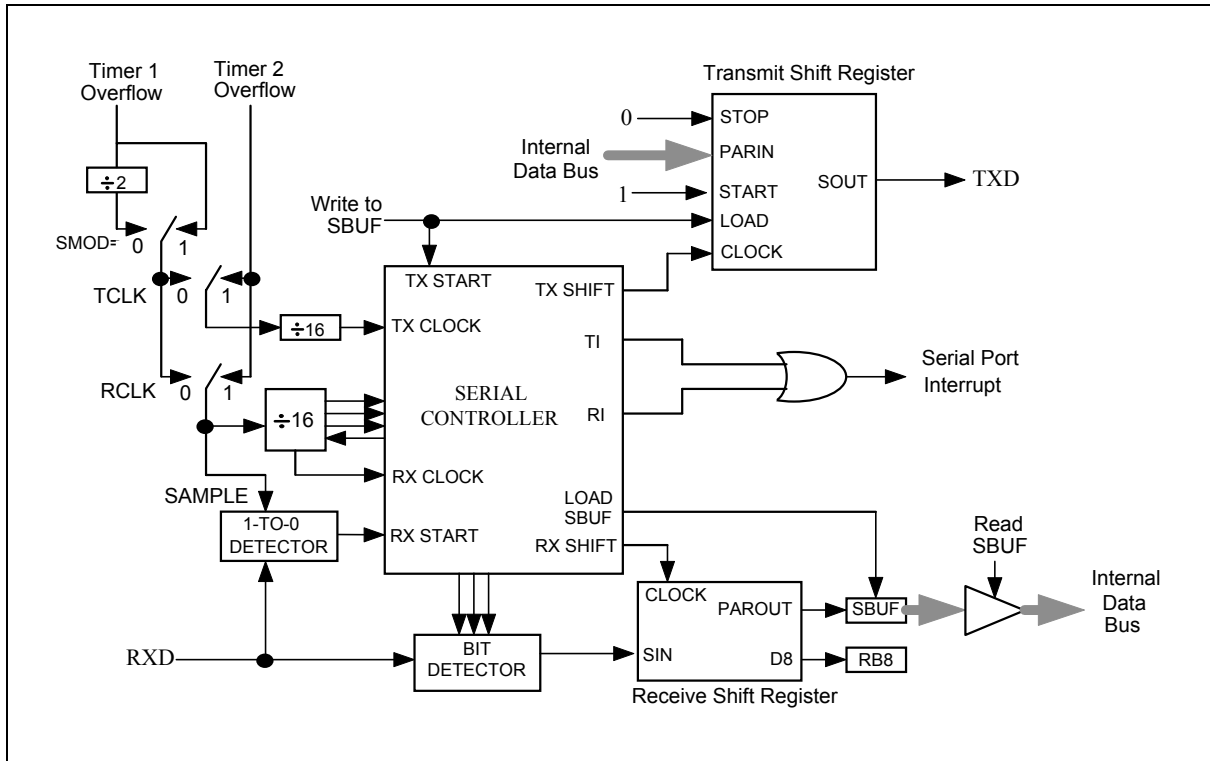 Timer 1
Overflow
Timer 2
Overflow
Transmit Shift Register
÷2
SMOD=
0
1
TCLK
0
1
÷16
RCLK
0
1
÷16
SAMPLE
1-TO-0
DETECTOR
RXD
Write to
SBUF
Internal
Data Bus
0
1
STOP
PARIN
START
LOAD
CLOCK
SOUT
TXD
TX START
TX SHIFT
TX CLOCK
TI
SERIAL
CONTROLLER
RI
RX CLOCK
LOAD
SBUF
RX START
RX SHIFT
Serial Port
Interrupt
BIT
DETECTOR
CLOCK
PAROUT
SIN
D8
Receive Shift Register
SBUF
RB8
Read
SBUF
Internal
Data
Bus